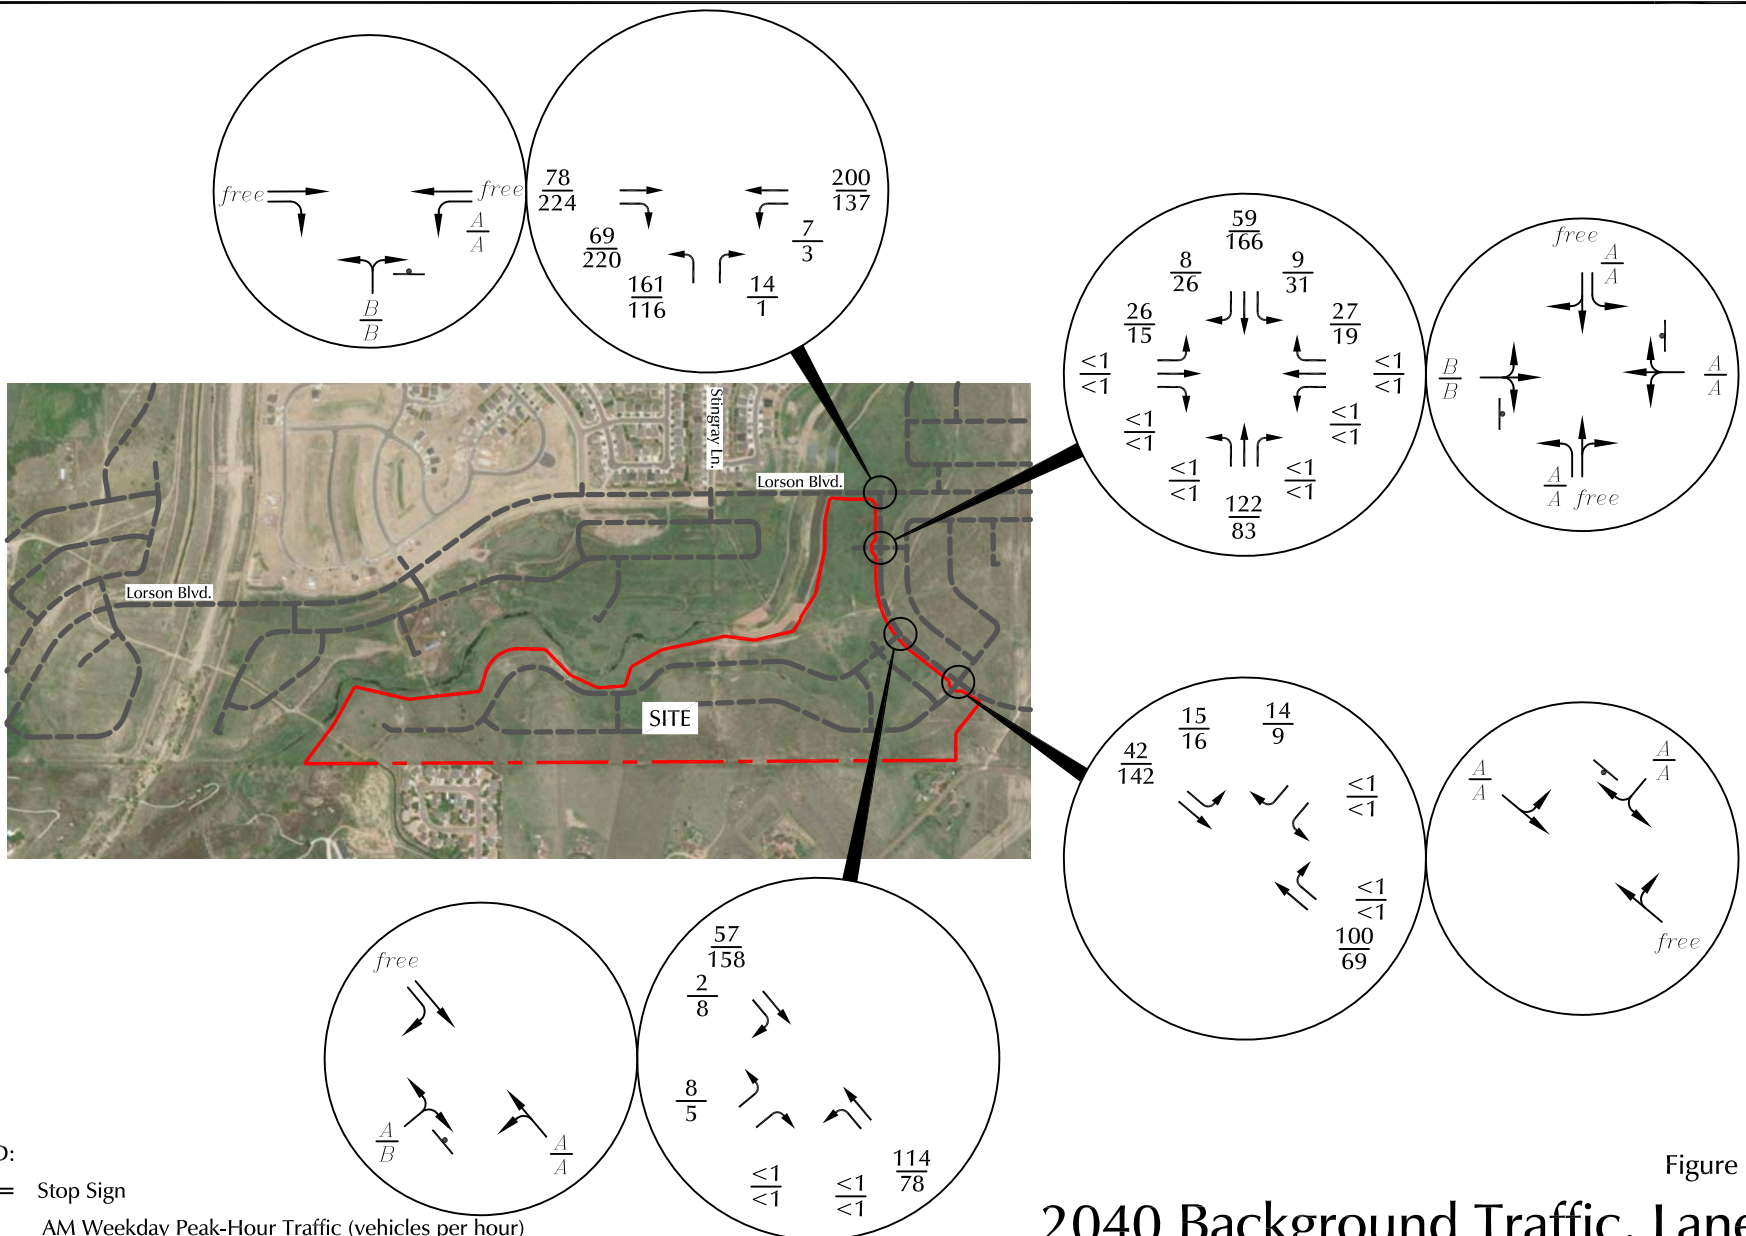 free
free
A
A
B
B
78
224
200
137
69
220
7
3
161
116
14
1
59
166
8
26
9
31
26
15
27
19
<1
<1
<1
<1
<1
<1
<1
<1
<1
<1
<1
<1
122
83
free
A
A
B
B
A
A
A
A
free
Stingray Ln.
Lorson Blvd.
Lorson Blvd.
SITE
15
16
14
9
42
142
<1
<1
<1
<1
100
69
A
A
A
A
free
free
A
B
A
A
57
158
2
8
8
5
<1
<1
<1
<1
114
78
D:
= Stop Sign
AM Weekday Peak-Hour Traffic (vehicles per hour)
Figure
2040 Background Traffic, Lane